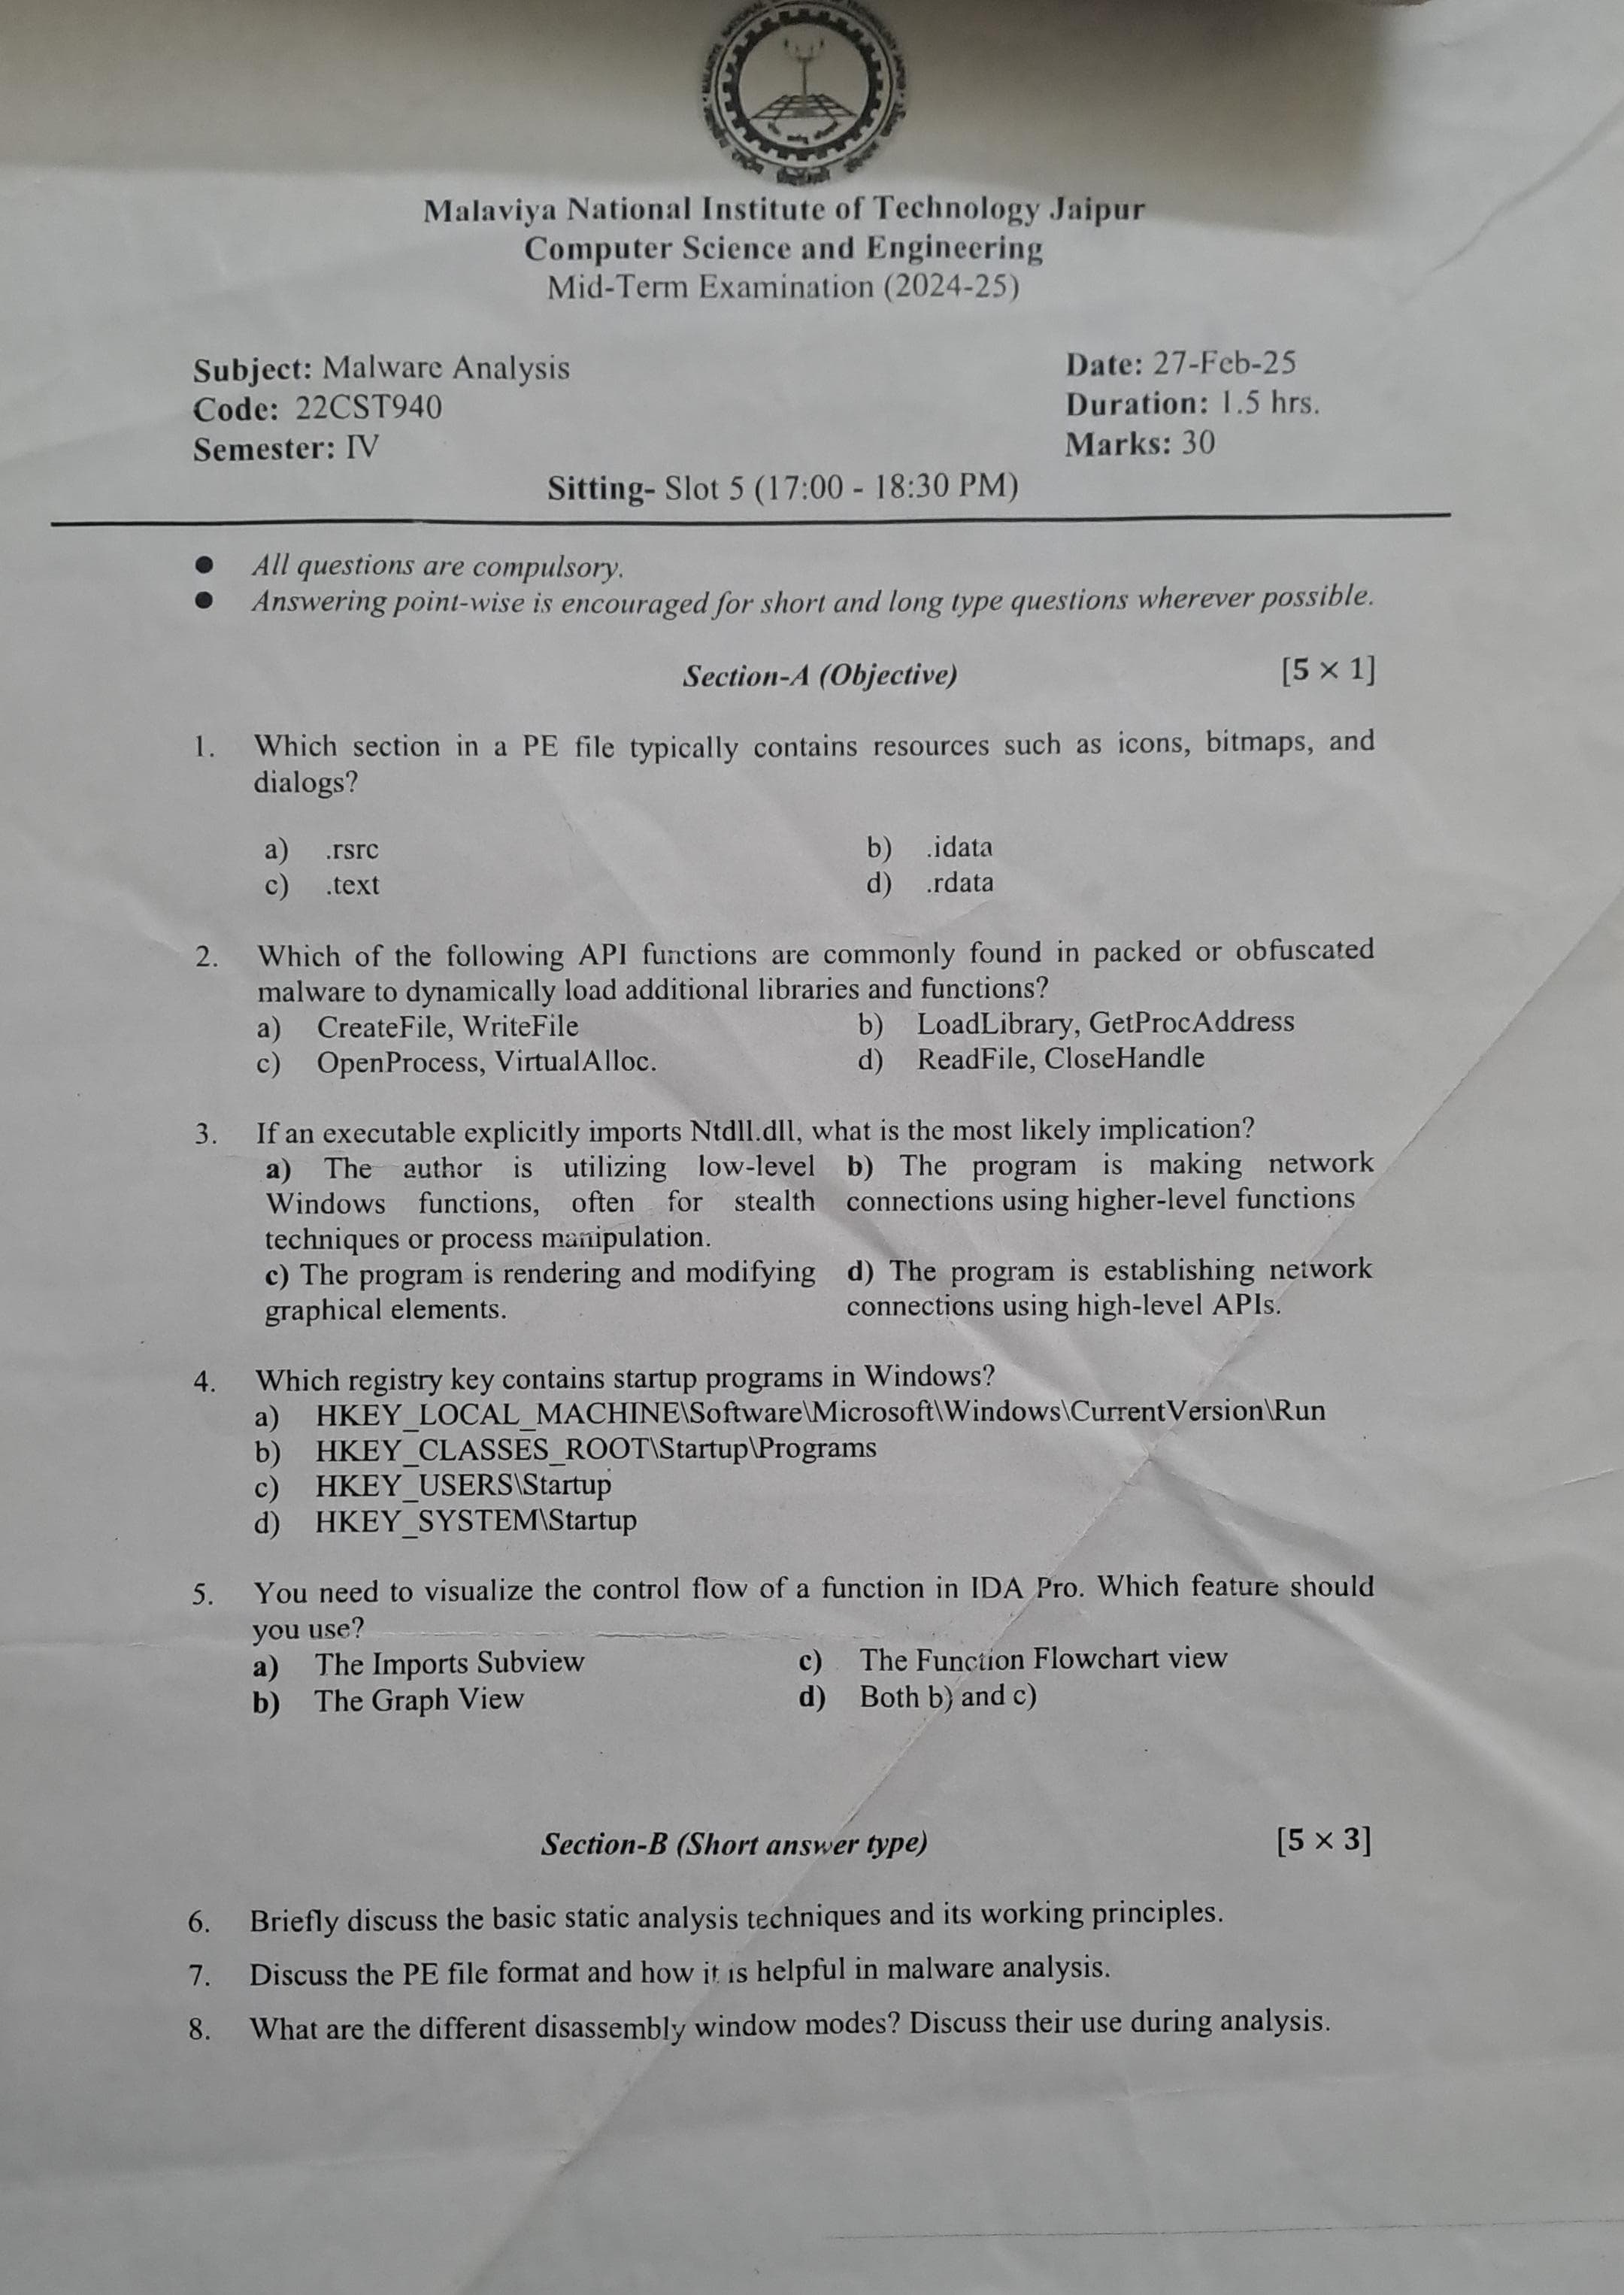 Malaviya National Institute of Technology Jaipur
Computer Science and Engineering
Mid-Term Examination (2024-25)
Subject: Malware Analysis
Date: 27-Feb-25
Code: 22CST940
Duration: 1.5 hrs.
Semester: IV
Marks: 30
Sitting- Slot 5 (17:00 - 18:30 PM)
● All questions are compulsory.
● Answering point-wise is encouraged for short and long type questions wherever possible.
Section-A (Objective) [5 × 1]
1. Which section in a PE file typically contains resources such as icons, bitmaps, and
dialogs?
a) .rsrc b) .idata
c) .text d) .rdata
2. Which of the following API functions are commonly found in packed or obfuscated
malware to dynamically load additional libraries and functions?
a) CreateFile, WriteFile b) LoadLibrary, GetProcAddress
c) OpenProcess, VirtualAlloc. d) ReadFile, CloseHandle
3. If an executable explicitly imports Ntdll.dll, what is the most likely implication?
a) The author is utilizing low-level
Windows functions, often for stealth
techniques or process manipulation.
b) The program is making network
connections using higher-level functions
c) The program is rendering and modifying
graphical elements.
d) The program is establishing network
connections using high-level APIs.
4. Which registry key contains startup programs in Windows?
a) HKEY_LOCAL_MACHINE\Software\Microsoft\Windows\CurrentVersion\Run
b) HKEY_CLASSES_ROOT\Startup\Programs
c) HKEY_USERS\Startup
d) HKEY_SYSTEM\Startup
5. You need to visualize the control flow of a function in IDA Pro. Which feature should
you use?
a) The Imports Subview c) The Function Flowchart view
b) The Graph View d) Both b) and c)
Section-B (Short answer type) [5 × 3]
6. Briefly discuss the basic static analysis techniques and its working principles.
7. Discuss the PE file format and how it is helpful in malware analysis.
8. What are the different disassembly window modes? Discuss their use during analysis.